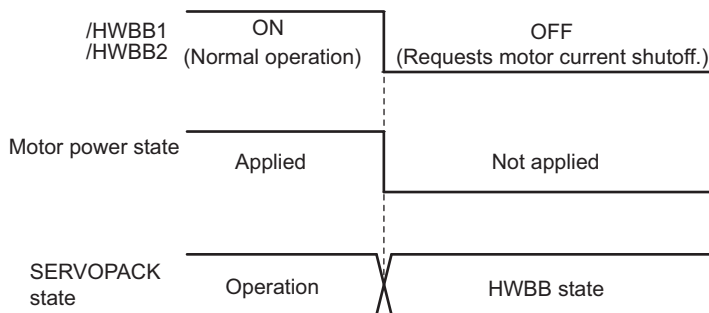 /HWBB1
/HWBB2
ON
(Normal operation)
OFF
(Requests motor current shutoff.)
Motor power state
Applied
Not applied
SERVOPACK
state
Operation
HWBB state